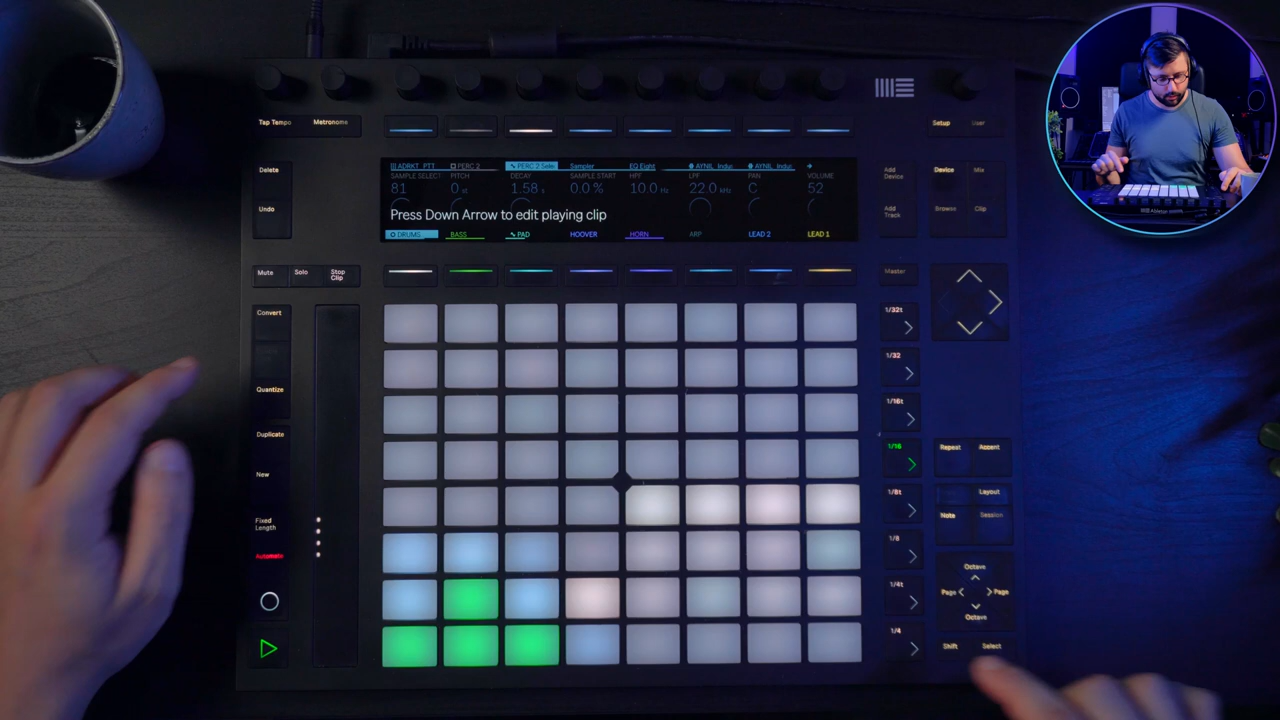 Tap Tempo
Metronome
Setup
User
Delete
Undo
ADRKT_PTT
PERC 2
PERC 2 Sele
Sampler
EQ Eight
AYNIL_Indu:
AYNIL_Indu:
SAMPLE SELECT
PITCH
DECAY
SAMPLE START
HPF
LPF
PAN
VOLUME
81
0 st
1.58 s
0.0 %
10.0 Hz
22.0 kHz
C
52
Press Down Arrow to edit playing clip
DRUMS
BASS
PAD
HOOVER
HORN
ARP
LEAD 2
LEAD 1
Add
Device
Add
Track
Device
Mix
Browse
Clip
Mute
Solo
Stop
Clip
Master
Convert
Quantize
Duplicate
New
Fixed
Length
Automate
1/32t
1/32
1/16t
1/16
1/8t
1/8
1/4t
1/4
Repeat
Accent
Layout
Note
Session
Octave
Page
Page
Octave
Shift
Select